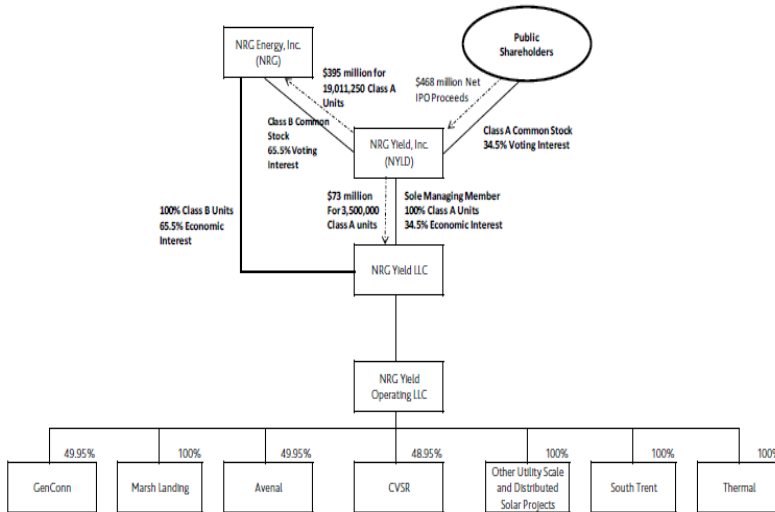 NRG Energy, Inc.
(NRG)
Public
Shareholders
$395 million for
19,011,250 Class A
Units
$468 million Net
IPO Proceeds
Class B Common
Stock
65.5% Voting
Interest
NRG Yield, Inc.
(NYLD)
Class A Common Stock
34.5% Voting Interest
100% Class B Units
65.5% Economic
Interest
$73 million
For 3,500,000
Class A units
Sole Managing Member
100% Class A Units
34.5% Economic Interest
NRG Yield LLC
NRG Yield
Operating LLC
49.95%
100%
49.95%
48.95%
100%
100%
100%
GenConn
Marsh Landing
Avenal
CVSR
Other Utility Scale
and Distributed
Solar Projects
South Trent
Thermal